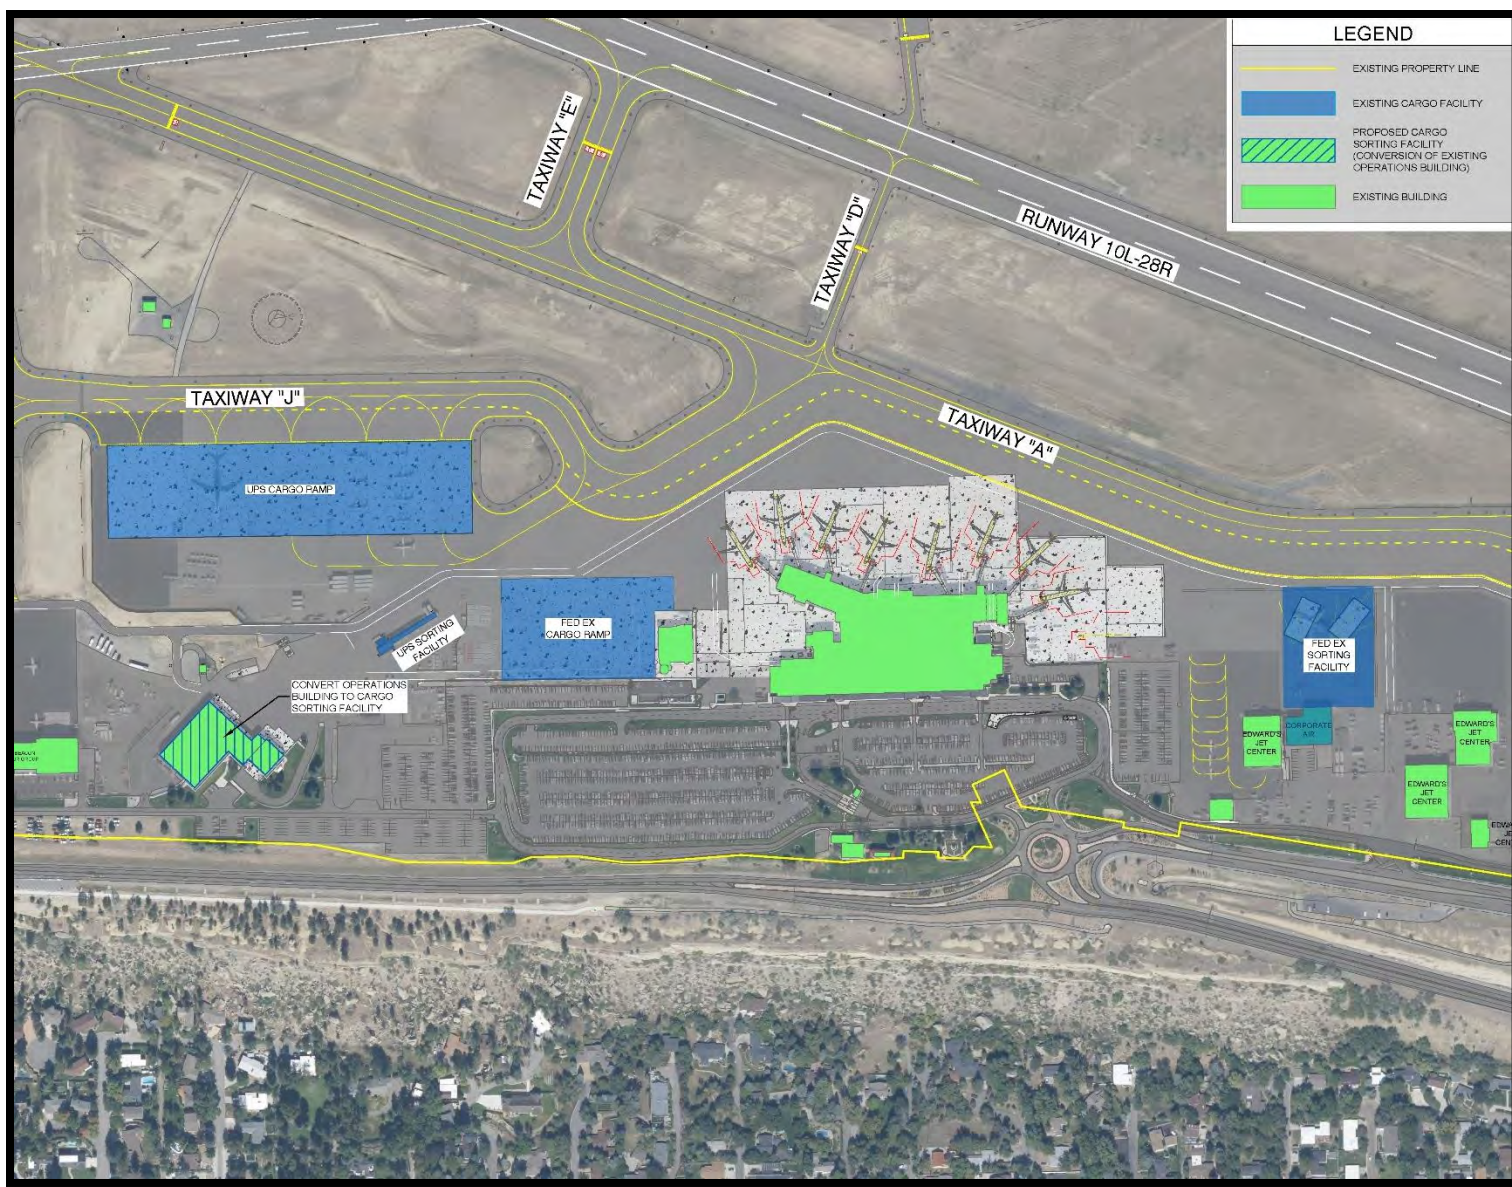 LEGEND
EXISTING PROPERTY LINE
EXISTING CARGO FACILITY
PROPOSED CARGO
SORTING FACILITY
(CONVERSION OF EXISTING
OPERATIONS BUILDING)
EXISTING BUILDING
TAXIWAY "E"
TAXIWAY "D"
RUNWAY 10L-28R
TAXIWAY "J"
TAXIWAY "A"
UPS CARGO RAMP
FED EX
CARGO RAMP
UPS SORTING
FACILITY
FED EX
SORTING
FACILITY
CONVERT OPERATIONS
BUILDING TO CARGO
SORTING FACILITY
CORPORATE
AIR
EDWARD'S
JET
CENTER
EDWARD'S
JET
CENTER
EDWARD'S
JET
CENTER